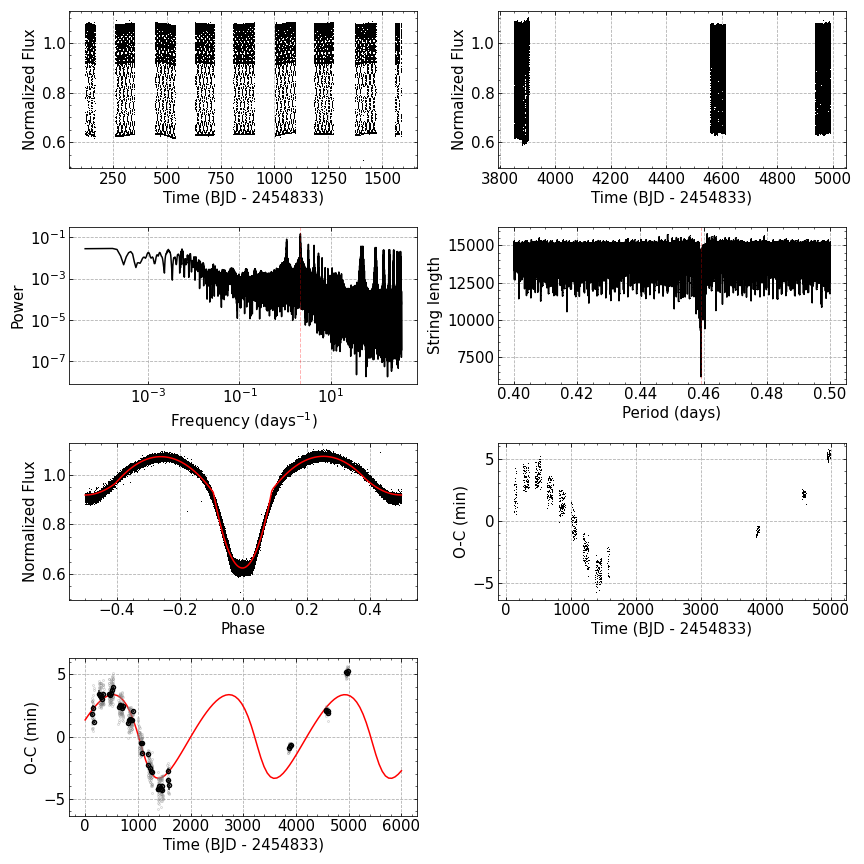 Normalized Flux
1.0
0.8
0.6
250 500 750 1000 1250 1500
Time (BJD - 2454833)
Normalized Flux
1.0
0.8
0.6
3800 4000 4200 4400 4600 4800 5000
Time (BJD - 2454833)
Power
10⁻¹
10⁻³
10⁻⁵
10⁻⁷
10⁻³ 10⁻¹ 10¹
Frequency (days⁻¹)
String length
15000
12500
10000
7500
0.40 0.42 0.44 0.46 0.48 0.50
Period (days)
Normalized Flux
1.0
0.8
0.6
−0.4 −0.2 0.0 0.2 0.4
Phase
O-C (min)
5
0
−5
0 1000 2000 3000 4000 5000
Time (BJD - 2454833)
O-C (min)
5
0
−5
0 1000 2000 3000 4000 5000 6000
Time (BJD - 2454833)